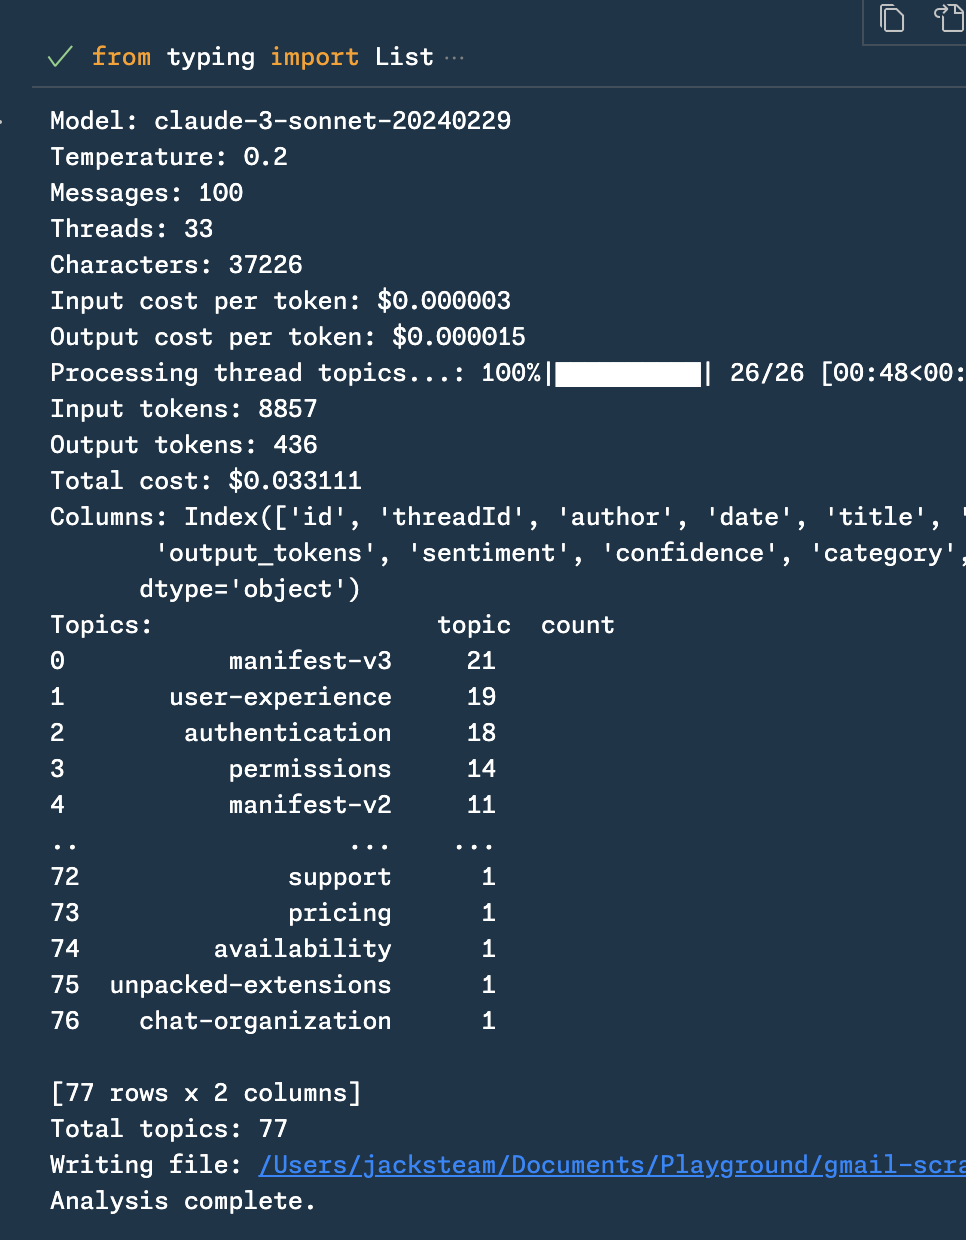 from typing import List ...
Model: claude-3-sonnet-20240229
Temperature: 0.2
Messages: 100
Threads: 33
Characters: 37226
Input cost per token: $0.000003
Output cost per token: $0.000015
Processing thread topics...: 100%|██████████| 26/26 [00:48<00:
Input tokens: 8857
Output tokens: 436
Total cost: $0.033111
Columns: Index(['id', 'threadId', 'author', 'date', 'title', '
       'output_tokens', 'sentiment', 'confidence', 'category',
      dtype='object')
Topics:                   topic  count
0           manifest-v3     21
1       user-experience     19
2        authentication     18
3           permissions     14
4           manifest-v2     11
..                  ...    ...
72              support      1
73              pricing      1
74         availability      1
75  unpacked-extensions      1
76    chat-organization      1
[77 rows x 2 columns]
Total topics: 77
Writing file: /Users/jacksteam/Documents/Playground/gmail-scra
Analysis complete.